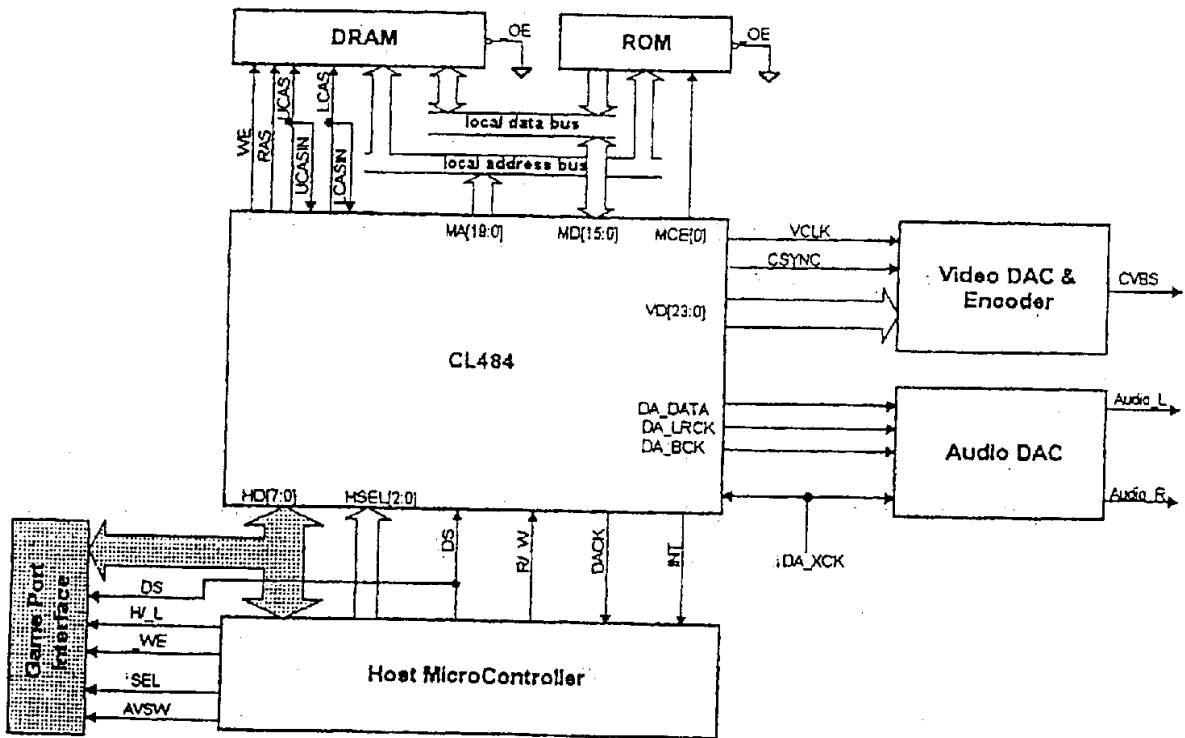 DRAM
_OE
ROM
_OE
WE
RAS
UCAS
UCASIN
LCAS
LCASIN
local data bus
local address bus
MA[19:0]
MD[15:0]
MCE[0]
VCLK
CSYNC
VD[23:0]
Video DAC &
Encoder
CVBS
CL484
DA_DATA
DA_LRCK
DA_BCK
Audio DAC
Audio_L
Audio_R
DA_XCK
HD[7:0]
HSEL[2:0]
DS
R/_W
DACK
INT
Game Port
Interface
DS
H/_L
_WE
SEL
AVSW
Host MicroController